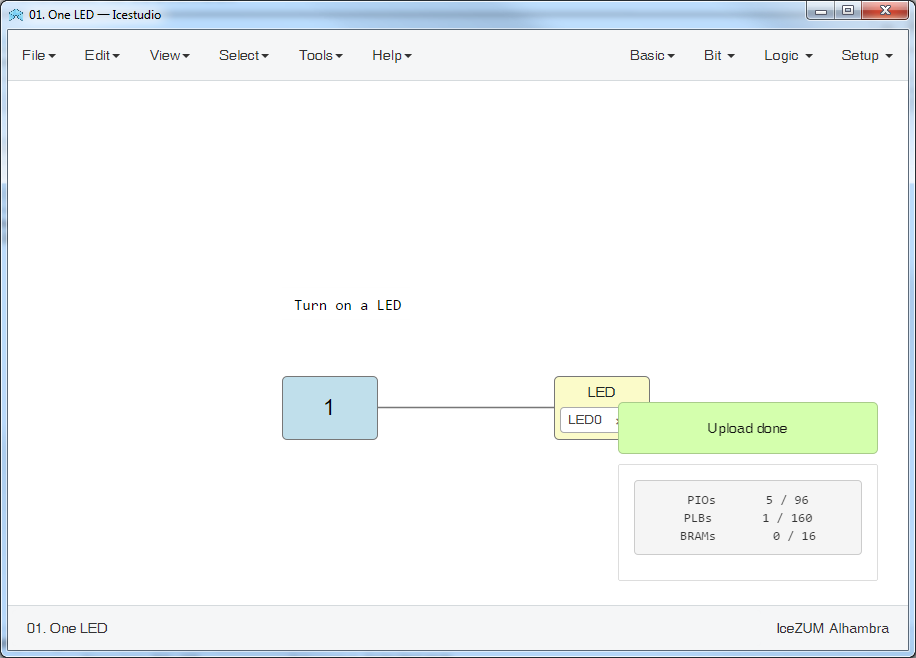 01. One LED — Icestudio
File Edit View Select Tools Help Basic Bit Logic Setup
Turn on a LED
1
LED
LED0
Upload done
PIOs 5 / 96
PLBs 1 / 160
BRAMs 0 / 16
01. One LED IceZUM Alhambra